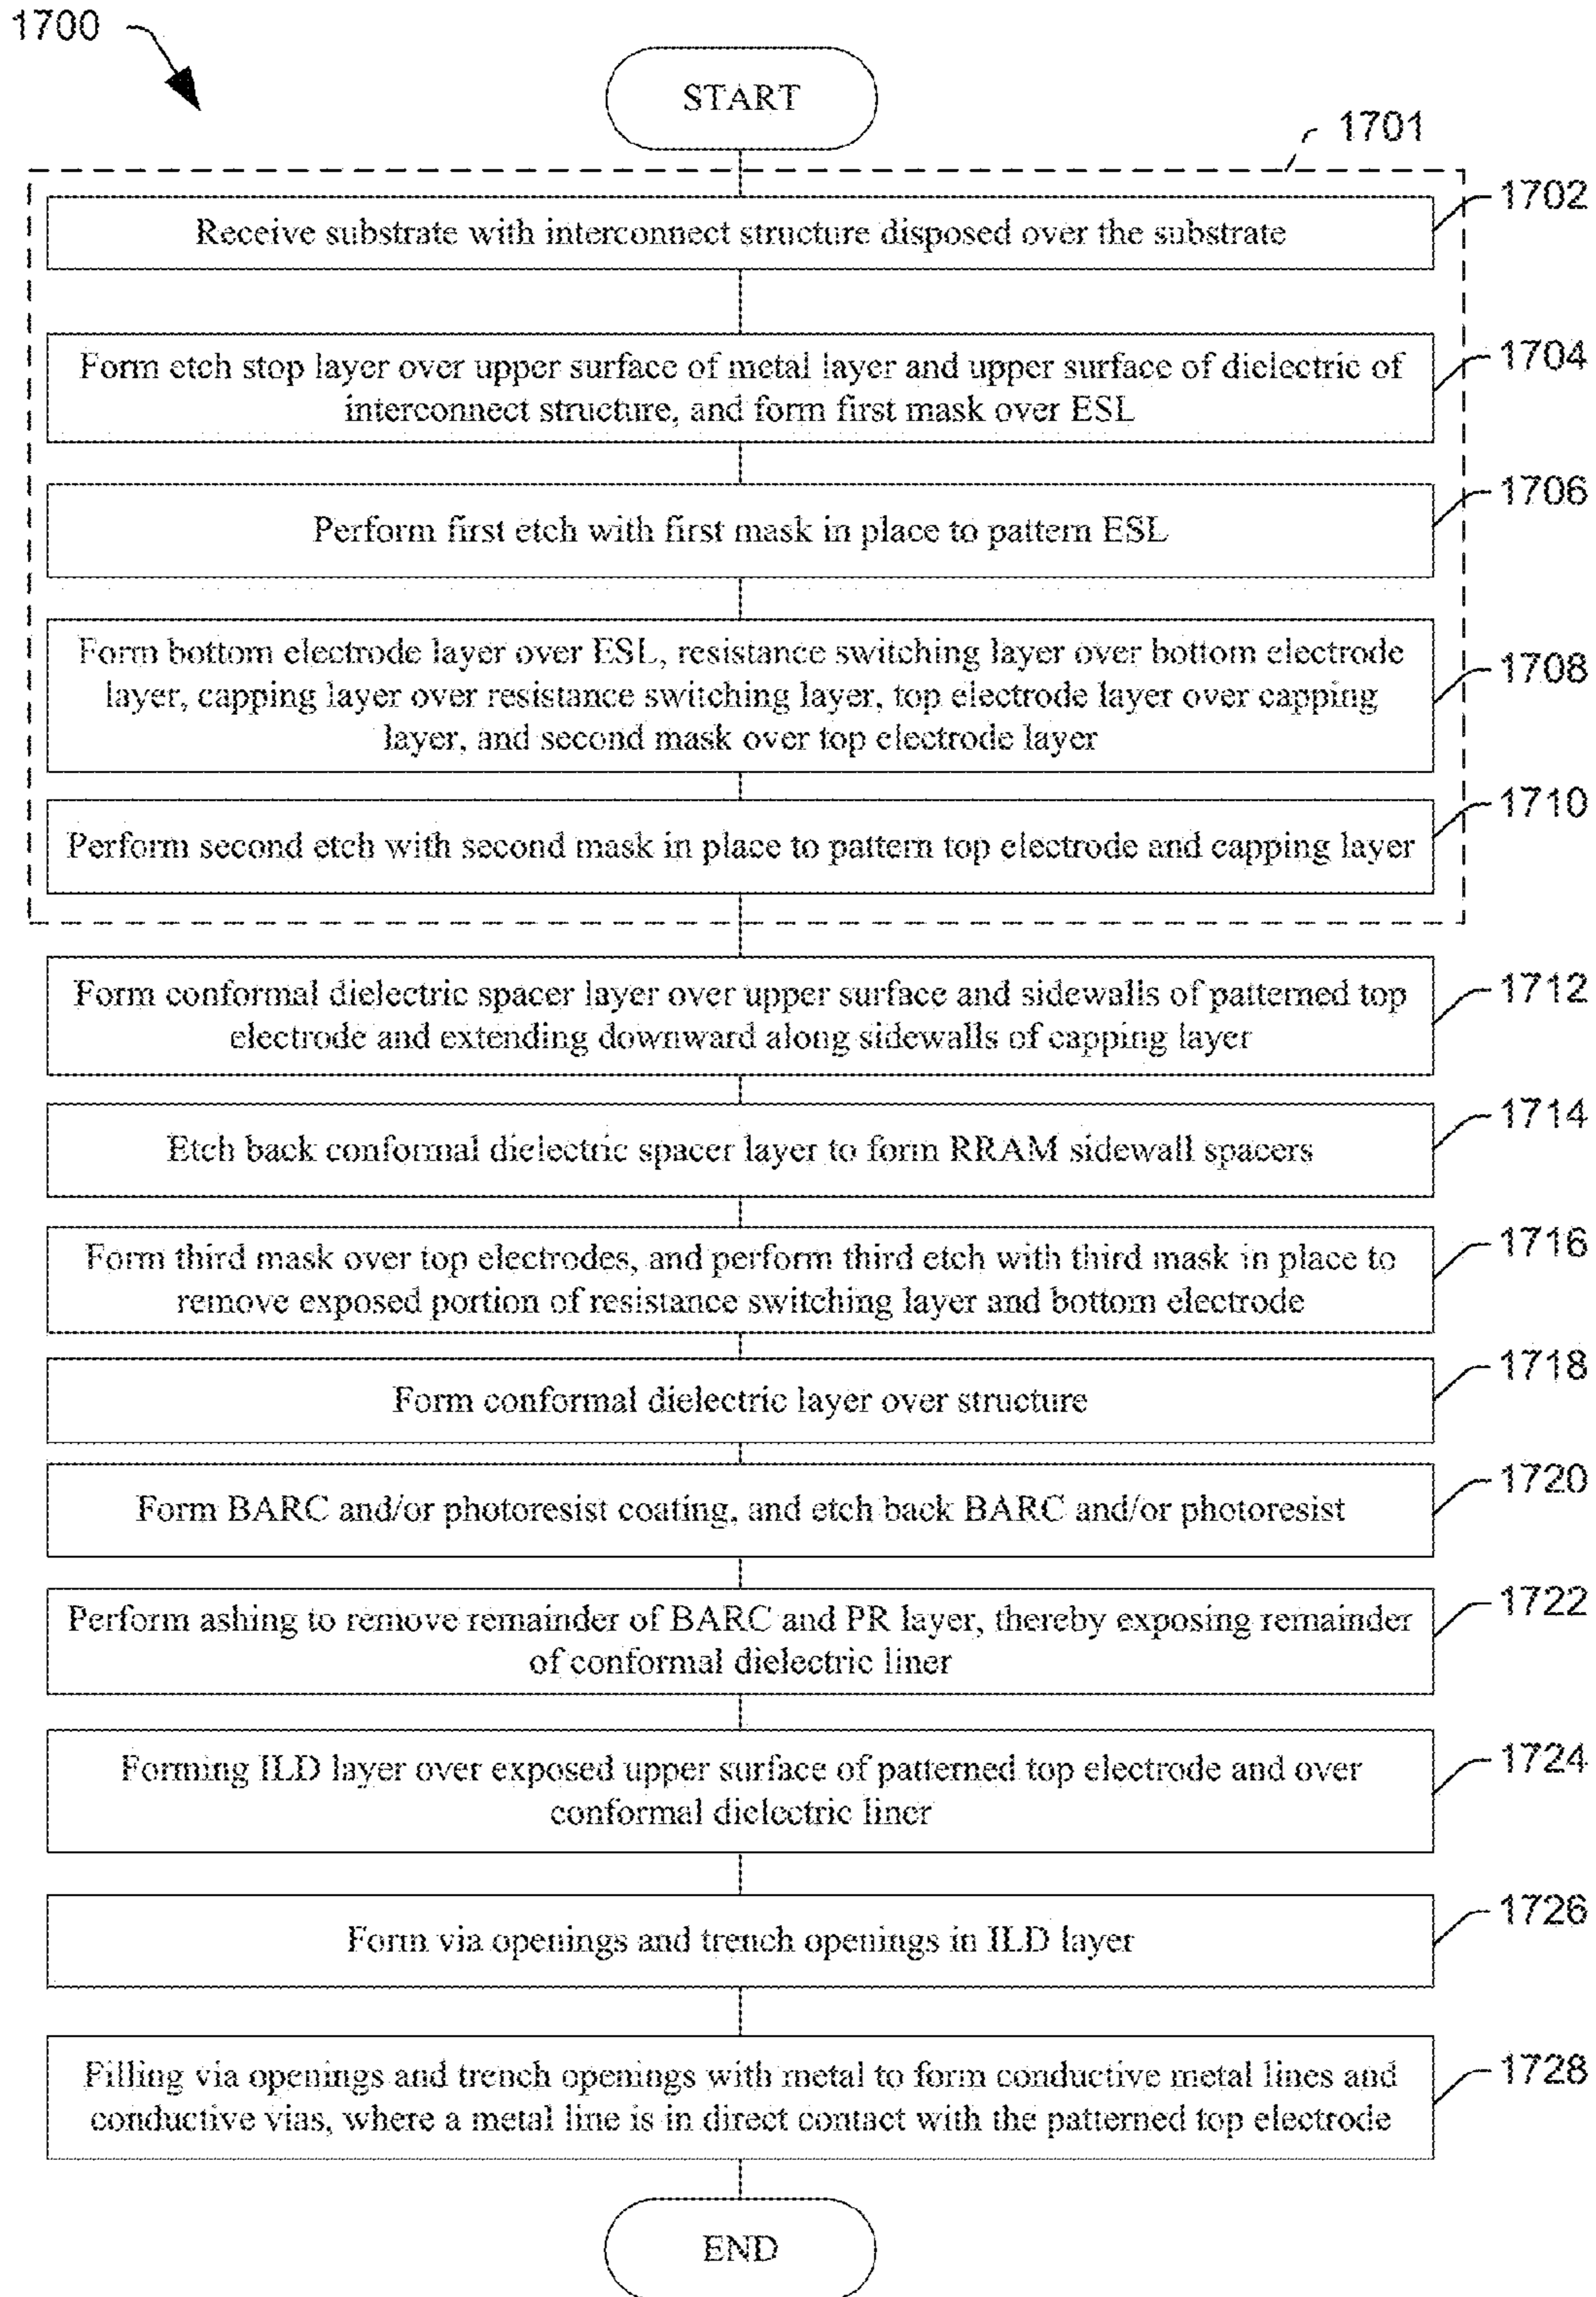 1700
START
1701
1702
Receive substrate with interconnect structure disposed over the substrate
1704
Form etch stop layer over upper surface of metal layer and upper surface of dielectric of
interconnect structure, and form first mask over ESL
1706
Perform first etch with first mask in place to pattern ESL
1708
Form bottom electrode layer over ESL, resistance switching layer over bottom electrode
layer, capping layer over resistance switching layer, top electrode layer over capping
layer, and second mask over top electrode layer
1710
Perform second etch with second mask in place to pattern top electrode and capping layer
1712
Form conformal dielectric spacer layer over upper surface and sidewalls of patterned top
electrode and extending downward along sidewalls of capping layer
1714
Etch back conformal dielectric spacer layer to form RRAM sidewall spacers
1716
Form third mask over top electrodes, and perform third etch with third mask in place to
remove exposed portion of resistance switching layer and bottom electrode
1718
Form conformal dielectric layer over structure
1720
Form BARC and/or photoresist coating, and etch back BARC and/or photoresist
1722
Perform ashing to remove remainder of BARC and PR layer, thereby exposing remainder
of conformal dielectric liner
1724
Forming ILD layer over exposed upper surface of patterned top electrode and over
conformal dielectric liner
1726
Form via openings and trench openings in ILD layer
1728
Filling via openings and trench openings with metal to form conductive metal lines and
conductive vias, where a metal line is in direct contact with the patterned top electrode
END